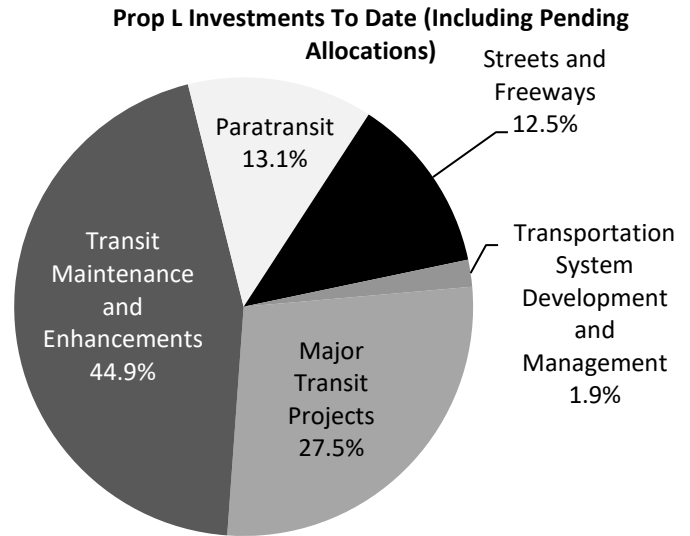 Prop L Investments To Date (Including Pending
Allocations)
Streets and
Freeways
12.5%
Paratransit
13.1%
Transportation
System
Development
and
Management
1.9%
Transit
Maintenance
and
Enhancements
44.9%
Major
Transit
Projects
27.5%